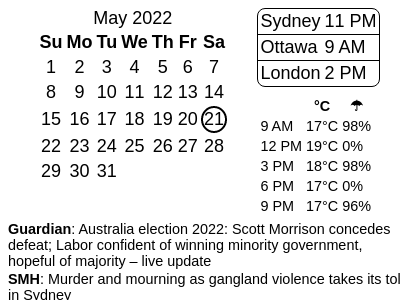 May 2022
Su Mo Tu We Th Fr Sa
1 2 3 4 5 6 7
8 9 10 11 12 13 14
15 16 17 18 19 20 21
22 23 24 25 26 27 28
29 30 31
Sydney 11 PM
Ottawa 9 AM
London 2 PM
°C ☂
9 AM 17°C 98%
12 PM 19°C 0%
3 PM 18°C 98%
6 PM 17°C 0%
9 PM 17°C 96%
Guardian: Australia election 2022: Scott Morrison concedes
defeat; Labor confident of winning minority government,
hopeful of majority – live update
SMH: Murder and mourning as gangland violence takes its tol
in Sydney